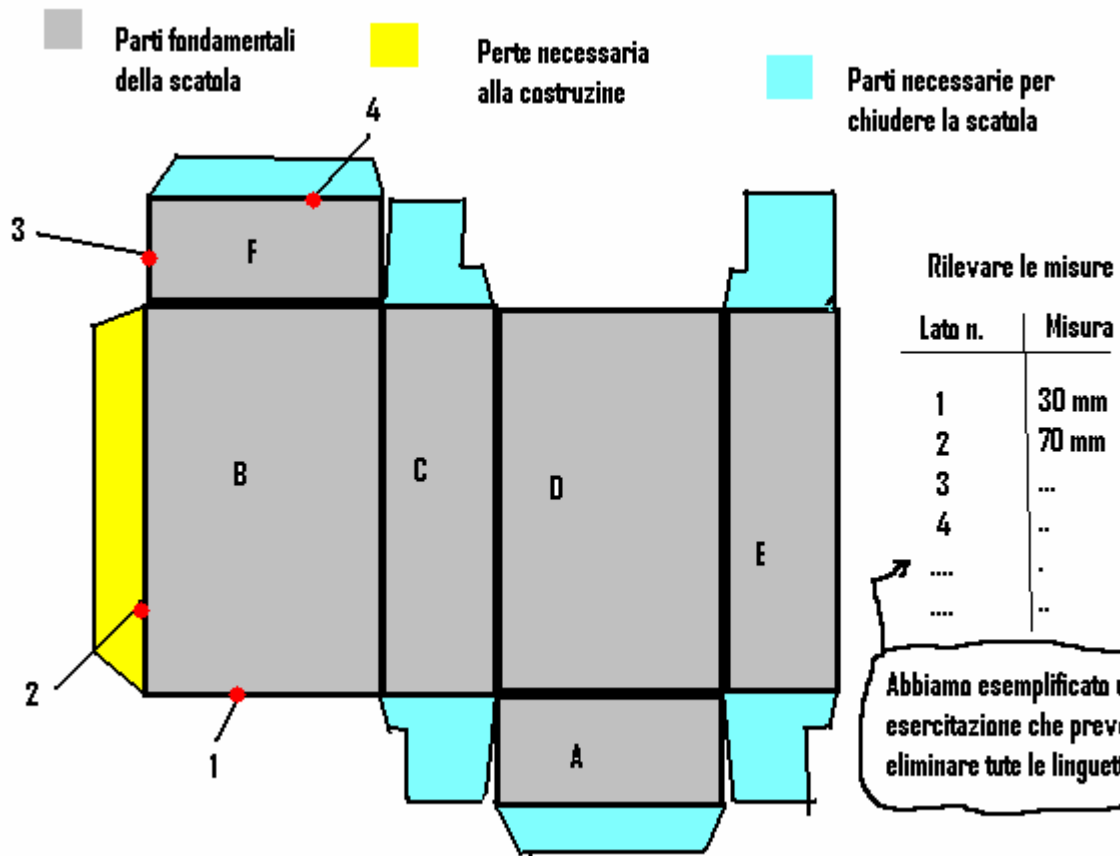 Parti fondamentali
della scatola
Perte necessaria
alla costruzine
Parti necessarie per
chiudere la scatola
4
3
F
B
C
D
E
A
2
1
Rilevare le misure
Lato n. Misura
1 30 mm
2 70 mm
3 ...
4 ..
.... .
.... ..
Abbiamo esemplificato
esercitazione che
eliminare tute le